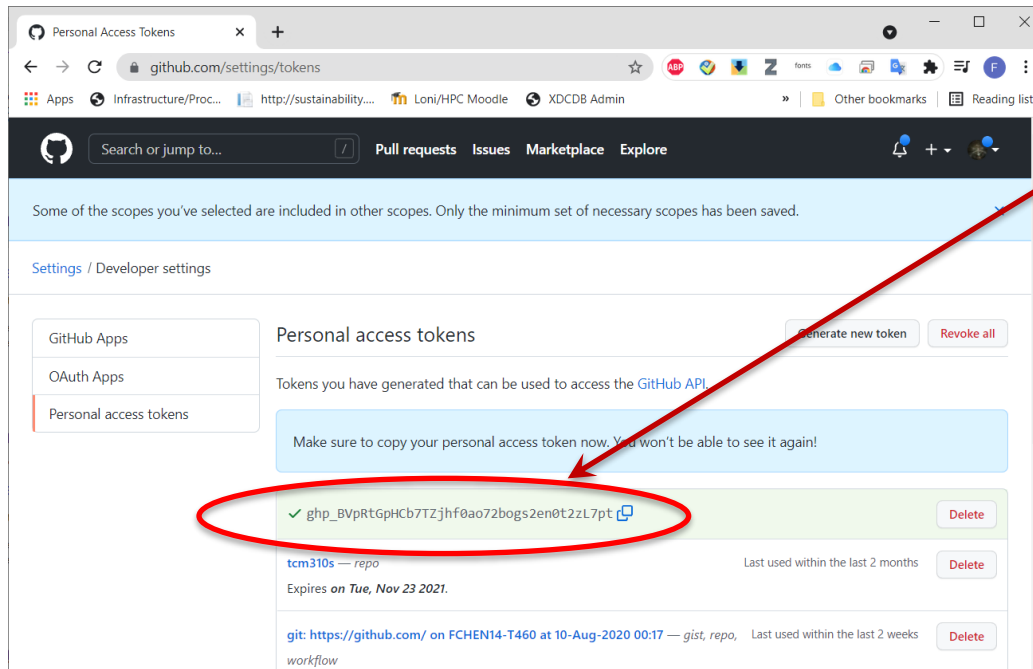 Personal Access Tokens
github.com/settings/tokens
ABP
Z
fonts
F
Apps
Infrastructure/Proc...
http://sustainability....
Loni/HPC Moodle
XDCDB Admin
»
Other bookmarks
Reading list
Search or jump to...
/
Pull requests Issues Marketplace Explore
Some of the scopes you've selected are included in other scopes. Only the minimum set of necessary scopes has been saved.
Settings / Developer settings
GitHub Apps
OAuth Apps
Personal access tokens
Personal access tokens
Generate new token
Revoke all
Tokens you have generated that can be used to access the GitHub API.
Make sure to copy your personal access token now. You won't be able to see it again!
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
Delete
tcm310s — repo
Last used within the last 2 months
Delete
Expires on Tue, Nov 23 2021.
git: https://github.com/ on FCHEN14-T460 at 10-Aug-2020 00:17 — gist, repo,
Last used within the last 2 weeks
Delete
workflow